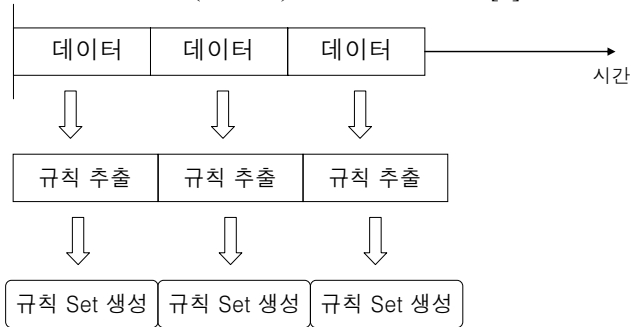 데이터 데이터 데이터
시간
규칙 추출 규칙 추출 규칙 추출
규칙 Set 생성 규칙 Set 생성 규칙 Set 생성